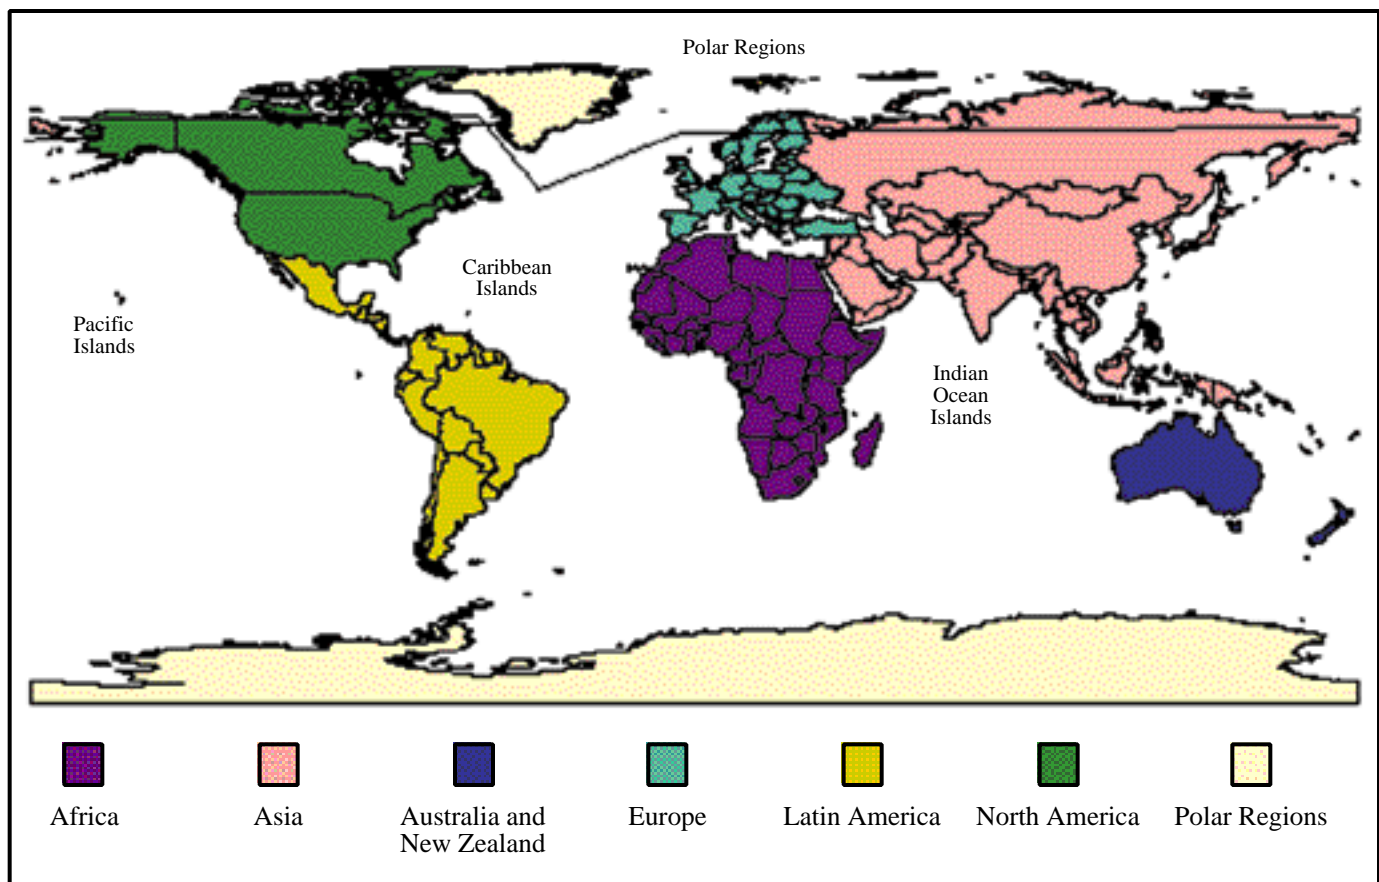 Polar Regions
Caribbean
Islands
Pacific
Islands
Indian
Ocean
Islands
Africa
Asia
Australia and
New Zealand
Europe
Latin America
North America
Polar Regions